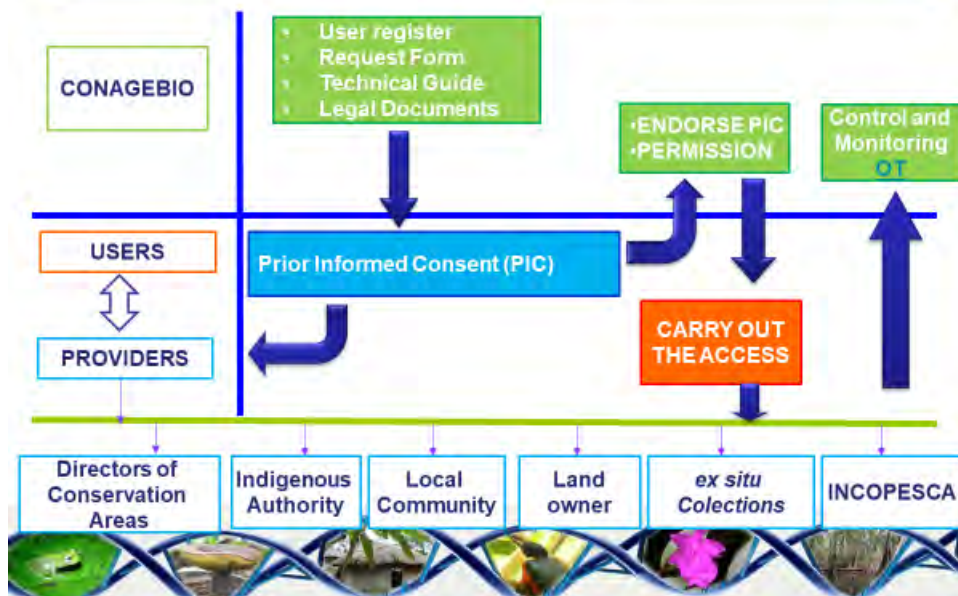 CONAGEBIO
• User register
• Request Form
• Technical Guide
• Legal Documents
•ENDORSE PIC
•PERMISSION
Control and
Monitoring
OT
USERS
Prior Informed Consent (PIC)
PROVIDERS
CARRY OUT
THE ACCESS
Directors of
Conservation
Areas
Indigenous
Authority
Local
Community
Land
owner
ex situ
Colections
INCOPESCA